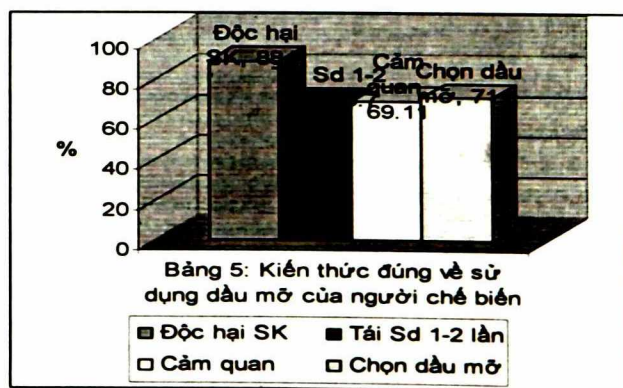 Độc hại
SK, 88
Sd 1-2
Cảm
quan
69.11
Chọn dầu
mỡ, 71
100
80
60
40
20
0
%
Bảng 5: Kiến thức đúng về sử
dụng dầu mỡ của người chế biến
Độc hại SK
Tái Sd 1-2 lần
Cảm quan
Chọn dầu mỡ